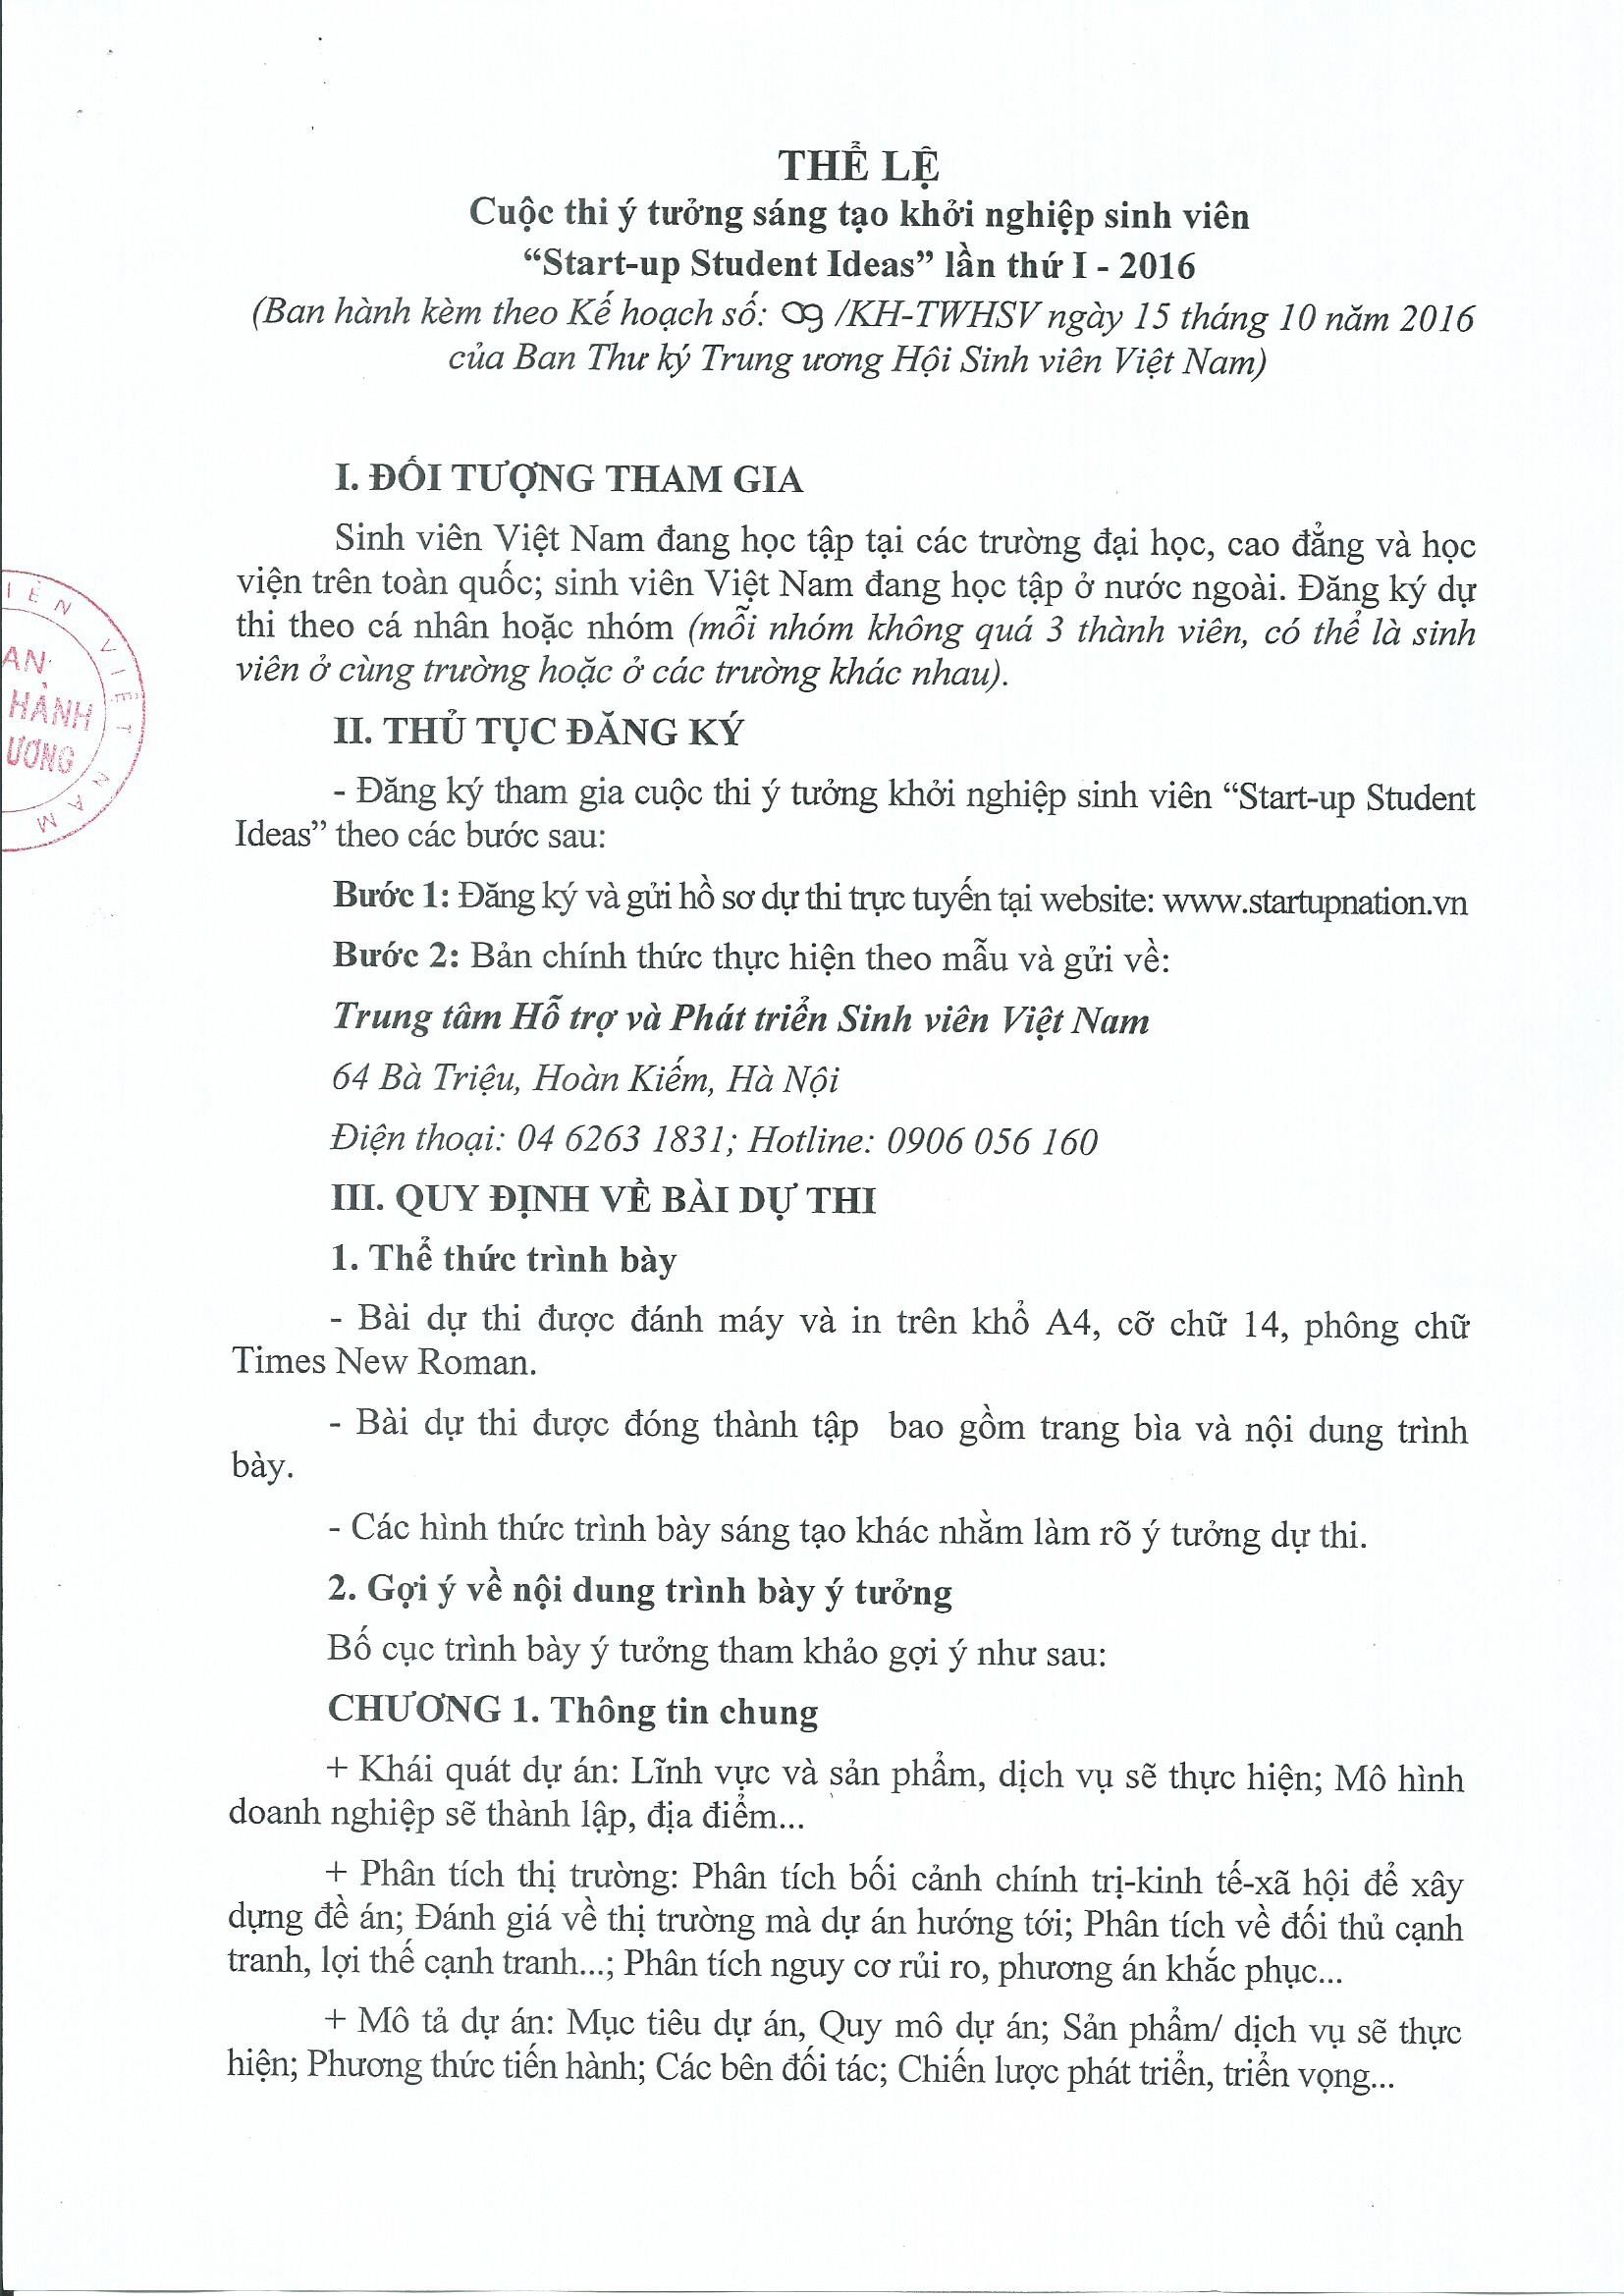 THỂ LỆ
Cuộc thi ý tưởng sáng tạo khởi nghiệp sinh viên
“Start-up Student Ideas” lần thứ I - 2016
(Ban hành kèm theo Kế hoạch số: 09 /KH-TWHSV ngày 15 tháng 10 năm 2016
của Ban Thư ký Trung ương Hội Sinh viên Việt Nam)
I. ĐỐI TƯỢNG THAM GIA
Sinh viên Việt Nam đang học tập tại các trường đại học, cao đẳng và học
viện trên toàn quốc; sinh viên Việt Nam đang học tập ở nước ngoài. Đăng ký dự
thi theo cá nhân hoặc nhóm (mỗi nhóm không quá 3 thành viên, có thể là sinh
viên ở cùng trường hoặc ở các trường khác nhau).
IÊN VIỆT NAM
AN
HÀNH
ƯƠNG
II. THỦ TỤC ĐĂNG KÝ
- Đăng ký tham gia cuộc thi ý tưởng khởi nghiệp sinh viên “Start-up Student
Ideas” theo các bước sau:
Bước 1: Đăng ký và gửi hồ sơ dự thi trực tuyến tại website: www.startupnation.vn
Bước 2: Bản chính thức thực hiện theo mẫu và gửi về:
Trung tâm Hỗ trợ và Phát triển Sinh viên Việt Nam
64 Bà Triệu, Hoàn Kiếm, Hà Nội
Điện thoại: 04 6263 1831; Hotline: 0906 056 160
III. QUY ĐỊNH VỀ BÀI DỰ THI
1. Thể thức trình bày
- Bài dự thi được đánh máy và in trên khổ A4, cỡ chữ 14, phông chữ
Times New Roman.
- Bài dự thi được đóng thành tập bao gồm trang bìa và nội dung trình
bày.
- Các hình thức trình bày sáng tạo khác nhằm làm rõ ý tưởng dự thi.
2. Gợi ý về nội dung trình bày ý tưởng
Bố cục trình bày ý tưởng tham khảo gợi ý như sau:
CHƯƠNG 1. Thông tin chung
+ Khái quát dự án: Lĩnh vực và sản phẩm, dịch vụ sẽ thực hiện; Mô hình
doanh nghiệp sẽ thành lập, địa điểm...
+ Phân tích thị trường: Phân tích bối cảnh chính trị-kinh tế-xã hội để xây
dựng đề án; Đánh giá về thị trường mà dự án hướng tới; Phân tích về đối thủ cạnh
tranh, lợi thế cạnh tranh...; Phân tích nguy cơ rủi ro, phương án khắc phục...
+ Mô tả dự án: Mục tiêu dự án, Quy mô dự án; Sản phẩm/ dịch vụ sẽ thực
hiện; Phương thức tiến hành; Các bên đối tác; Chiến lược phát triển, triển vọng...